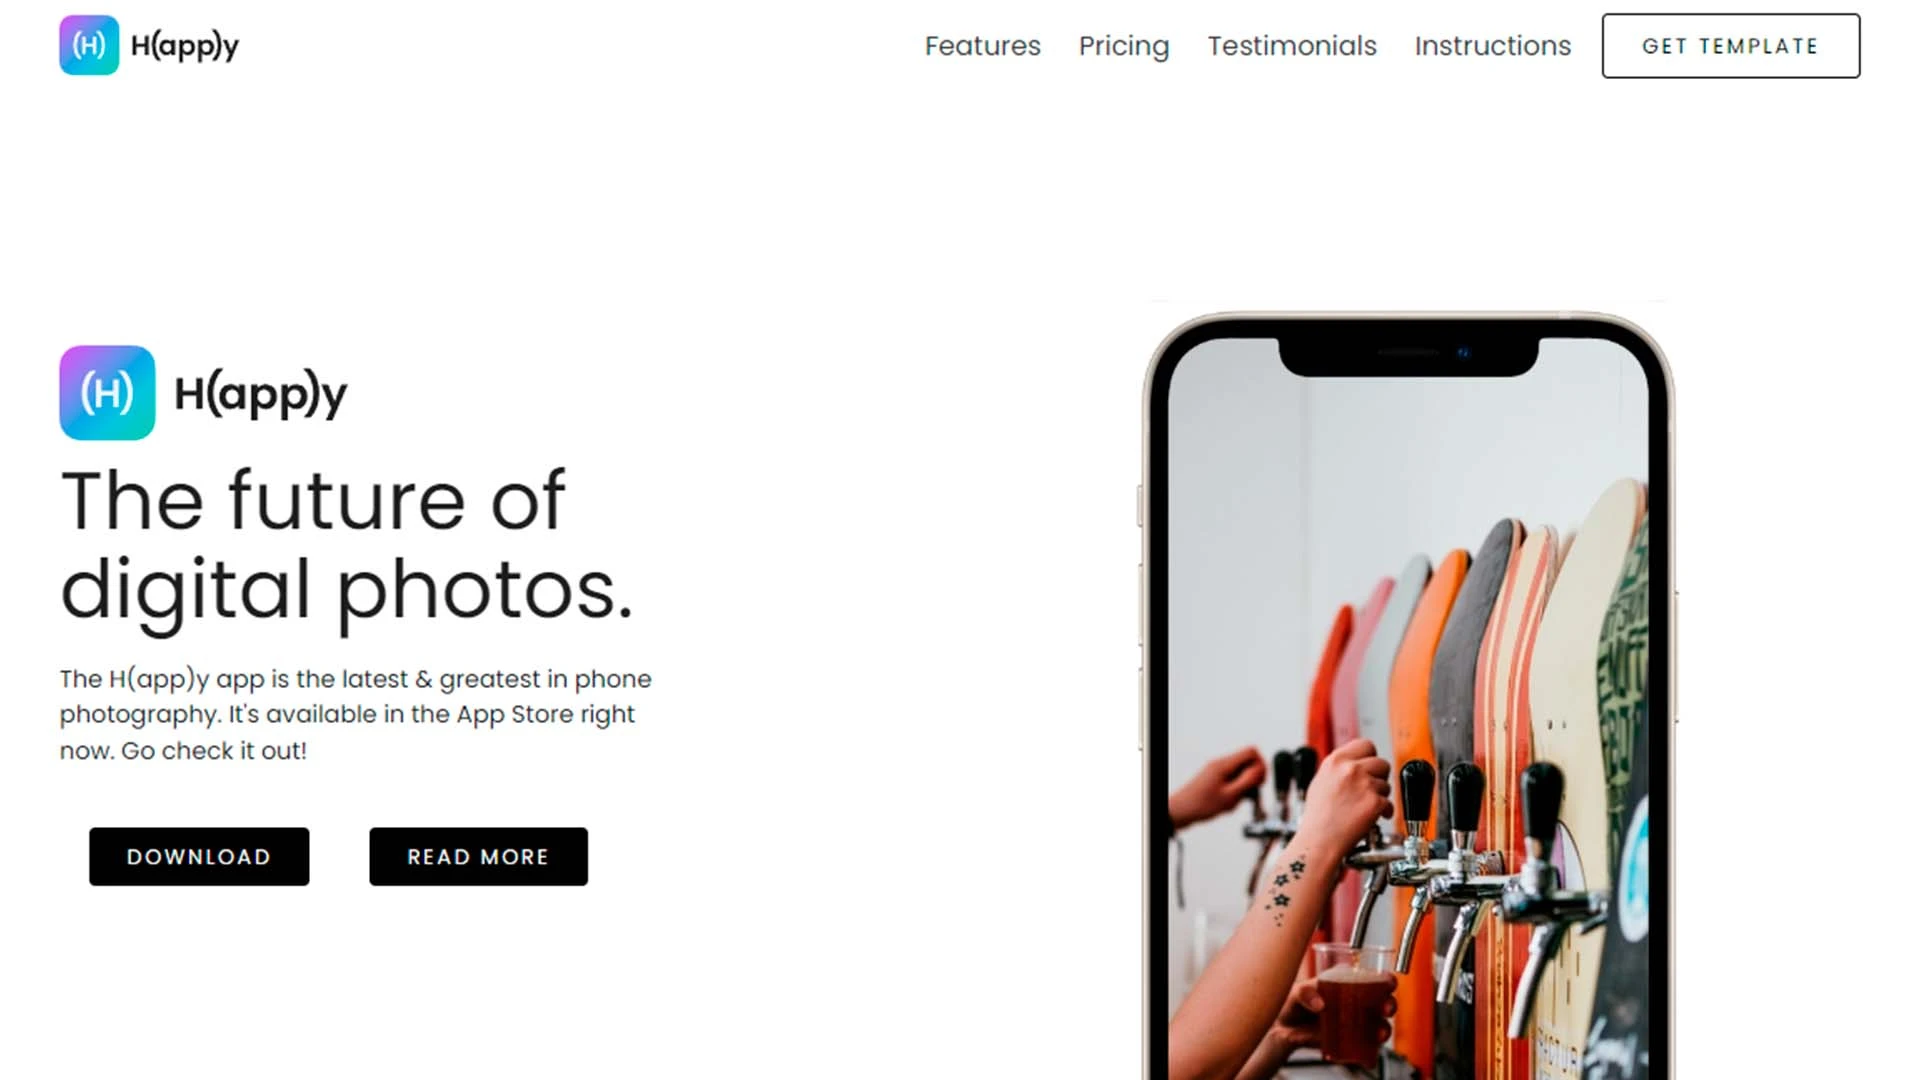 (H) H(app)y
Features Pricing Testimonials Instructions GET TEMPLATE
(H) H(app)y
The future of
digital photos.
The H(app)y app is the latest & greatest in phone
photography. It's available in the App Store right
now. Go check it out!
DOWNLOAD READ MORE